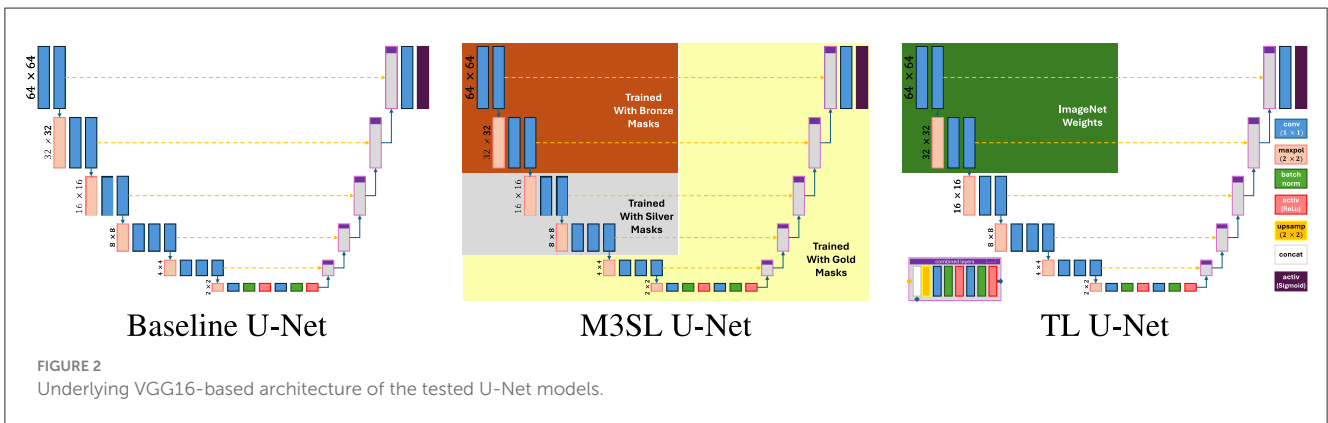 64 × 64
32 × 32
16 × 16
8 × 8
4 × 4
2 × 2
Baseline U-Net
64 × 64
32 × 32
16 × 16
8 × 8
4 × 4
2 × 2
Trained
With Bronze
Masks
Trained
With Silver
Masks
Trained
With Gold
Masks
M3SL U-Net
64 × 64
32 × 32
16 × 16
8 × 8
4 × 4
2 × 2
ImageNet
Weights
combined layers
TL U-Net
conv
(1 × 1)
maxpol
(2 × 2)
batch
norm
activ
(ReLu)
upsamp
(2 × 2)
concat
activ
(Sigmoid)
FIGURE 2
Underlying VGG16-based architecture of the tested U-Net models.